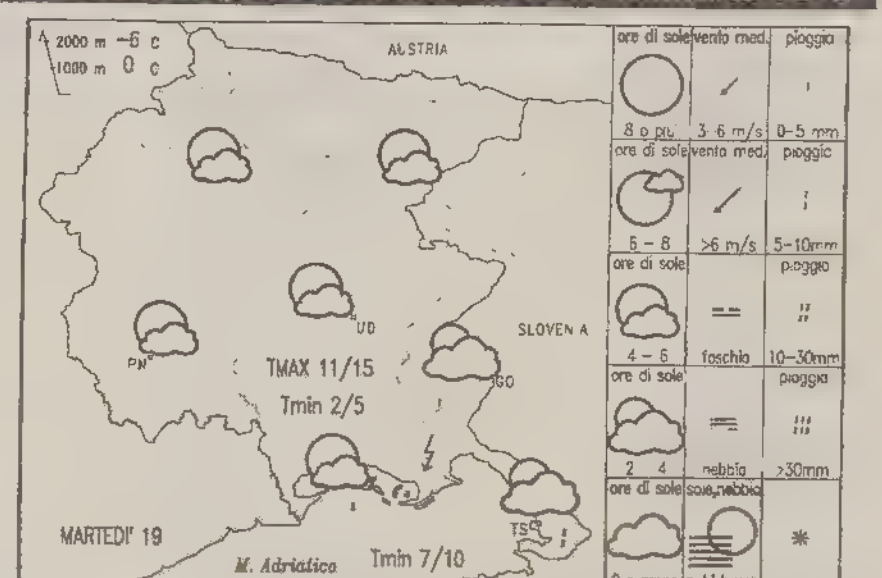 2000 m -6 c
1000 m 0 c
AUSTRIA
UD
PN
SLOVENIA
GO
TMAX 11/15
Tmin 2/5
TS
MARTEDI' 19
M. Adriatico
Tmin 7/10
ore di sole vento med. pioggia
8 o piu' 3-6 m/s 0-5 mm
ore di sole vento med. pioggia
6 - 8 >6 m/s 5-10mm
ore di sole pioggia
4 - 6 foschia 10-30mm
ore di sole pioggia
2 4 nebbia >30mm
ore di sole sole,nebbia